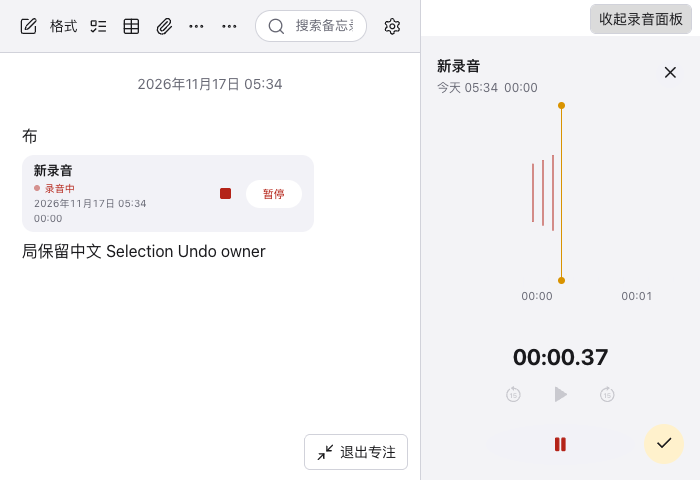 格式
搜索备忘录
2026年11月17日 05:34
布
新录音
录音中
2026年11月17日 05:34
00:00
暂停
局保留中文 Selection Undo owner
退出专注
收起录音面板
新录音
今天 05:34 00:00
00:00
00:01
00:00.37
15
15